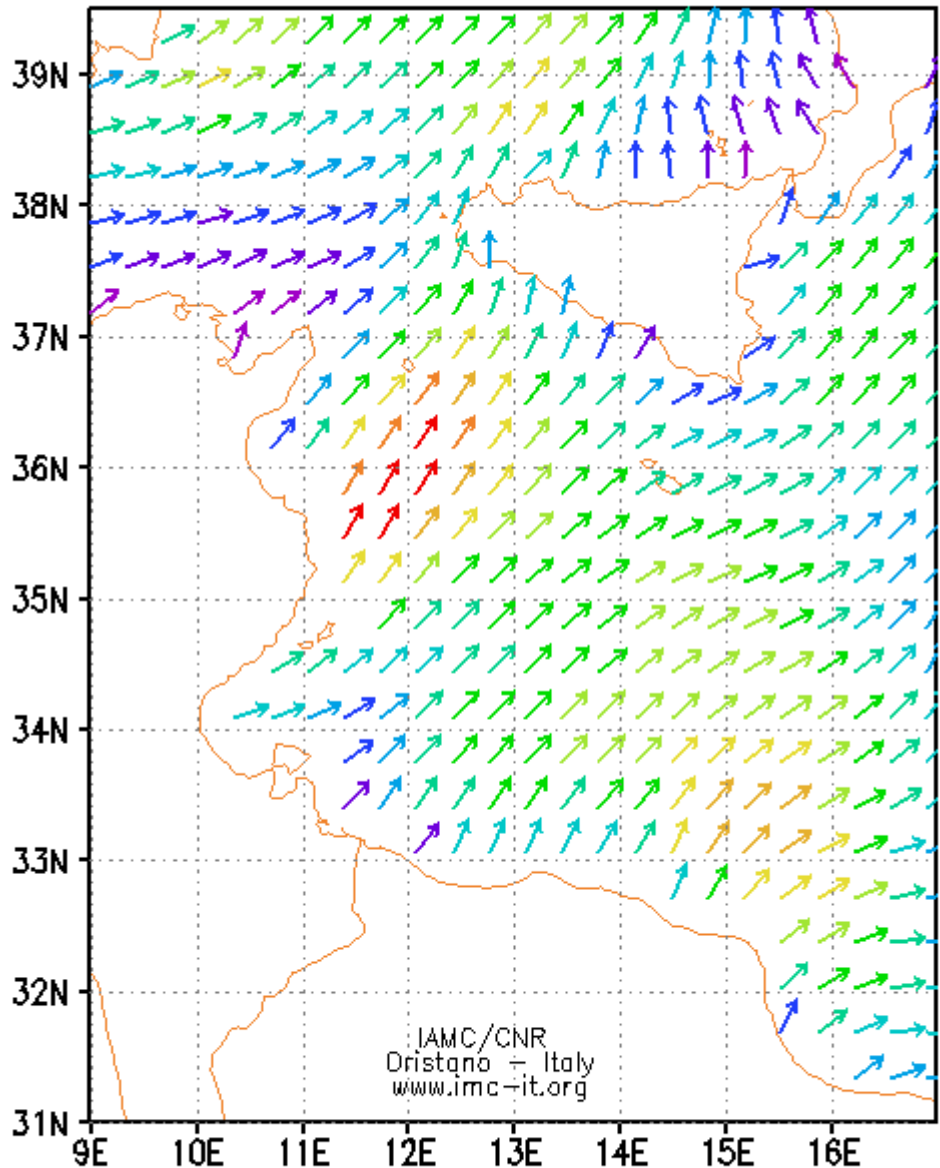 39N
38N
37N
36N
35N
34N
33N
32N
IAMC/CNR
Oristano – Italy
www.imc-it.org
31N
9E 10E 11E 12E 13E 14E 15E 16E